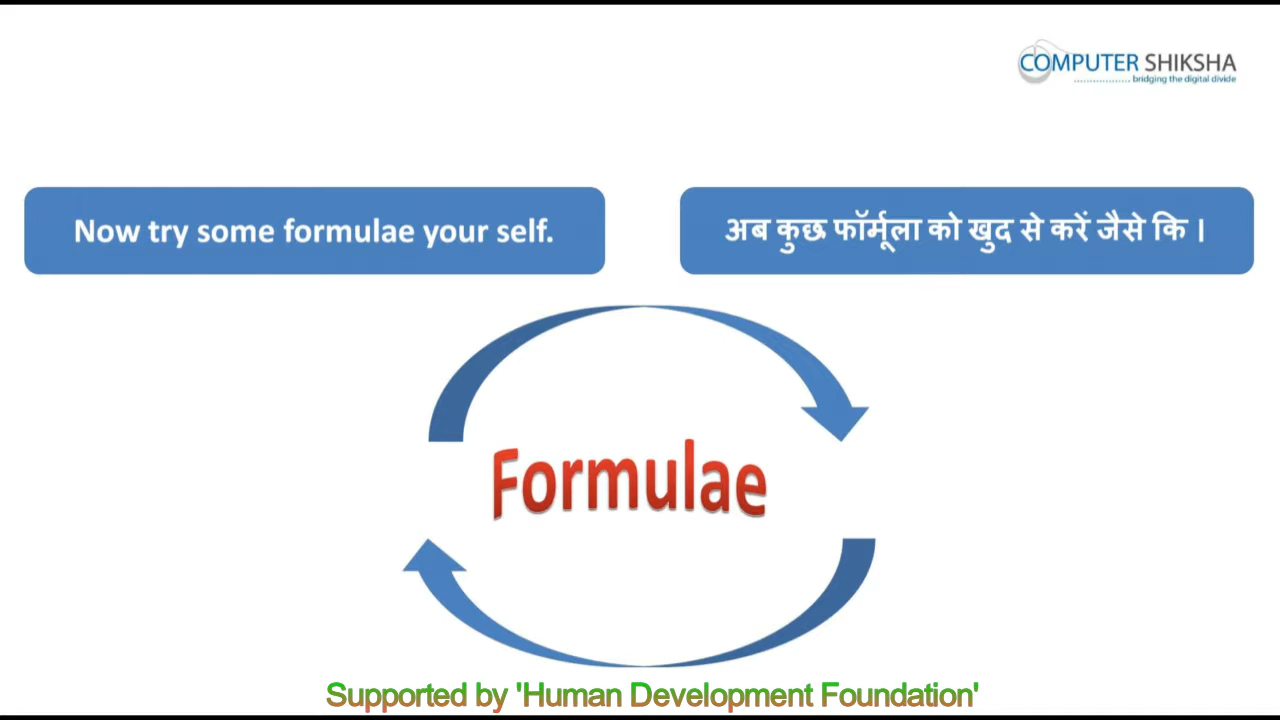 COMPUTER SHIKSHA
.................. bridging the digital divide
Now try some formulae your self.
अब कुछ फॉर्मूला को खुद से करें जैसे कि ।
Formulae
Supported by 'Human Development Foundation'